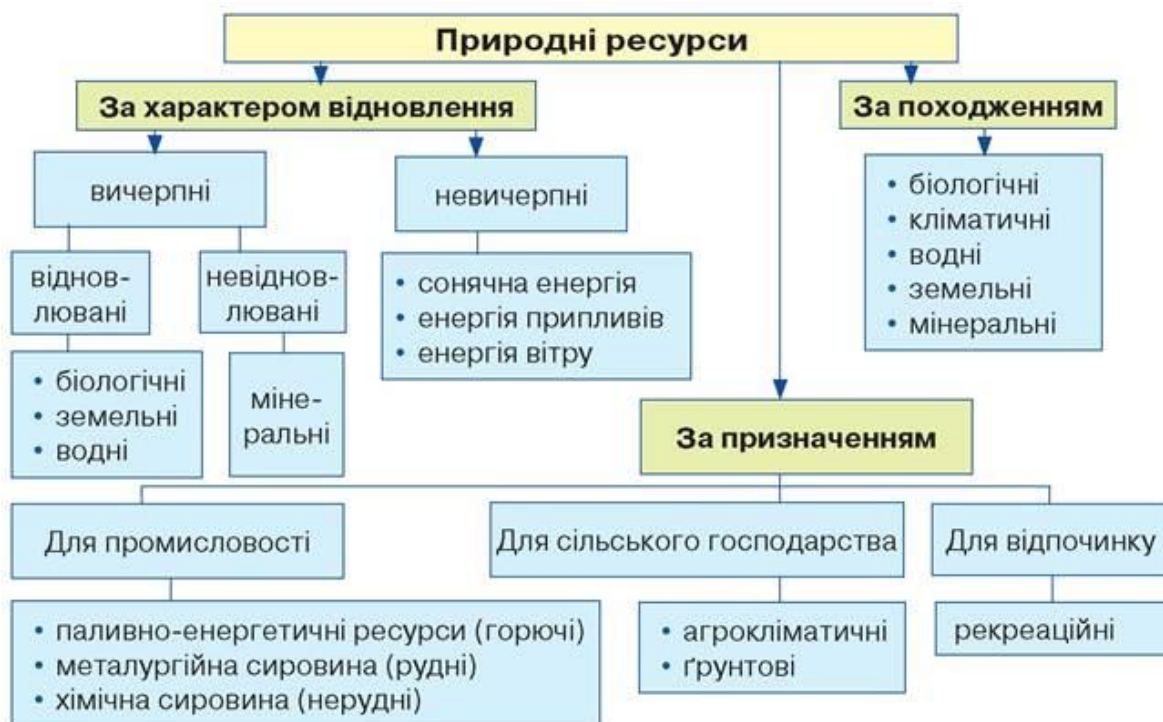 Природні ресурси
За характером відновлення
вичерпні
віднов-
лювані
• біологічні
• земельні
• водні
невіднов-
лювані
міне-
ральні
невичерпні
• сонячна енергія
• енергія припливів
• енергія вітру
За походженням
• біологічні
• кліматичні
• водні
• земельні
• мінеральні
За призначенням
Для промисловості
• паливно-енергетичні ресурси (горючі)
• металургійна сировина (рудні)
• хімічна сировина (нерудні)
Для сільського господарства
• агрокліматичні
• ґрунтові
Для відпочинку
рекреаційні